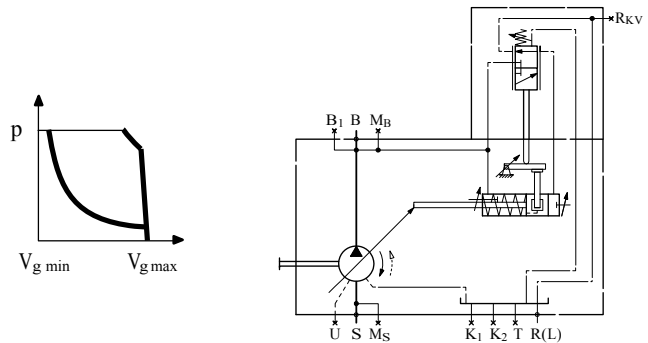 p
V_g min V_g max
R_KV
B_1 B M_B
U S M_S K_1 K_2 T R(L)